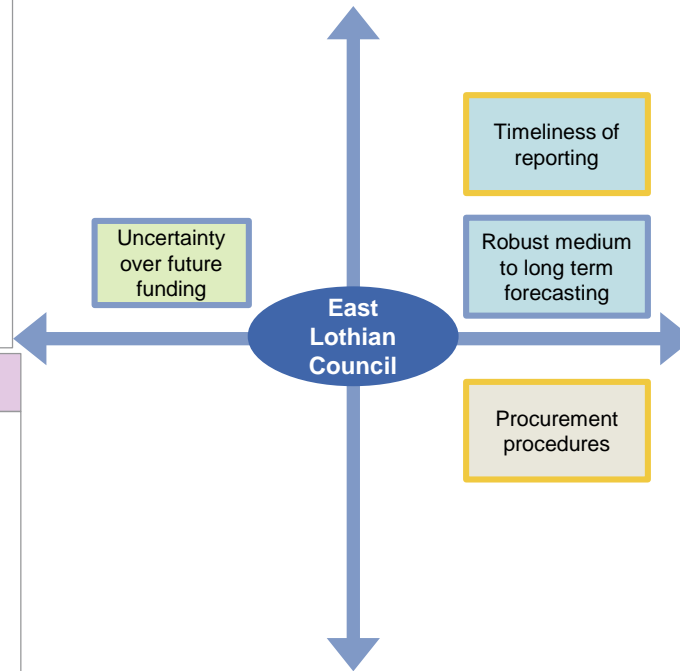 Timeliness of
reporting
Uncertainty
over future
funding
Robust medium
to long term
forecasting
East
Lothian
Council
Procurement
procedures